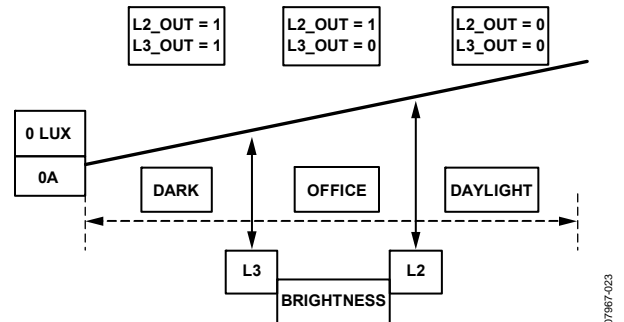 L2_OUT = 1
L3_OUT = 1
L2_OUT = 1
L3_OUT = 0
L2_OUT = 0
L3_OUT = 0
0 LUX
0A
DARK
OFFICE
DAYLIGHT
L3
L2
BRIGHTNESS
07967-023